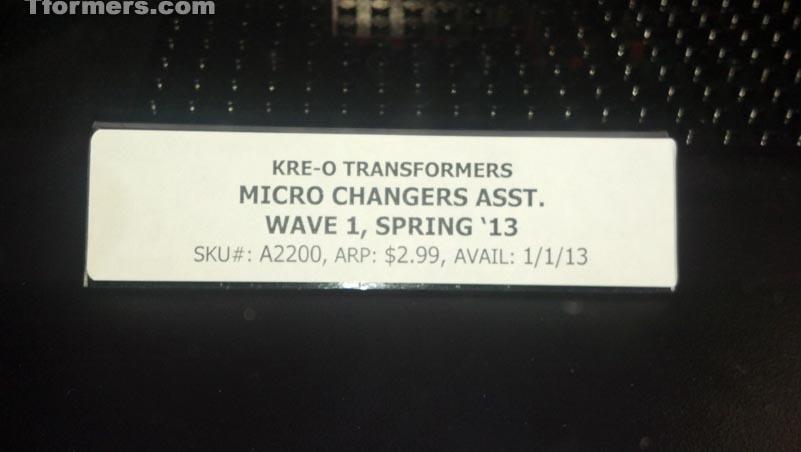 Tformers.com
KRE-O TRANSFORMERS
MICRO CHANGERS ASST.
WAVE 1, SPRING ‘13
SKU#: A2200, ARP: $2.99, AVAIL: 1/1/13